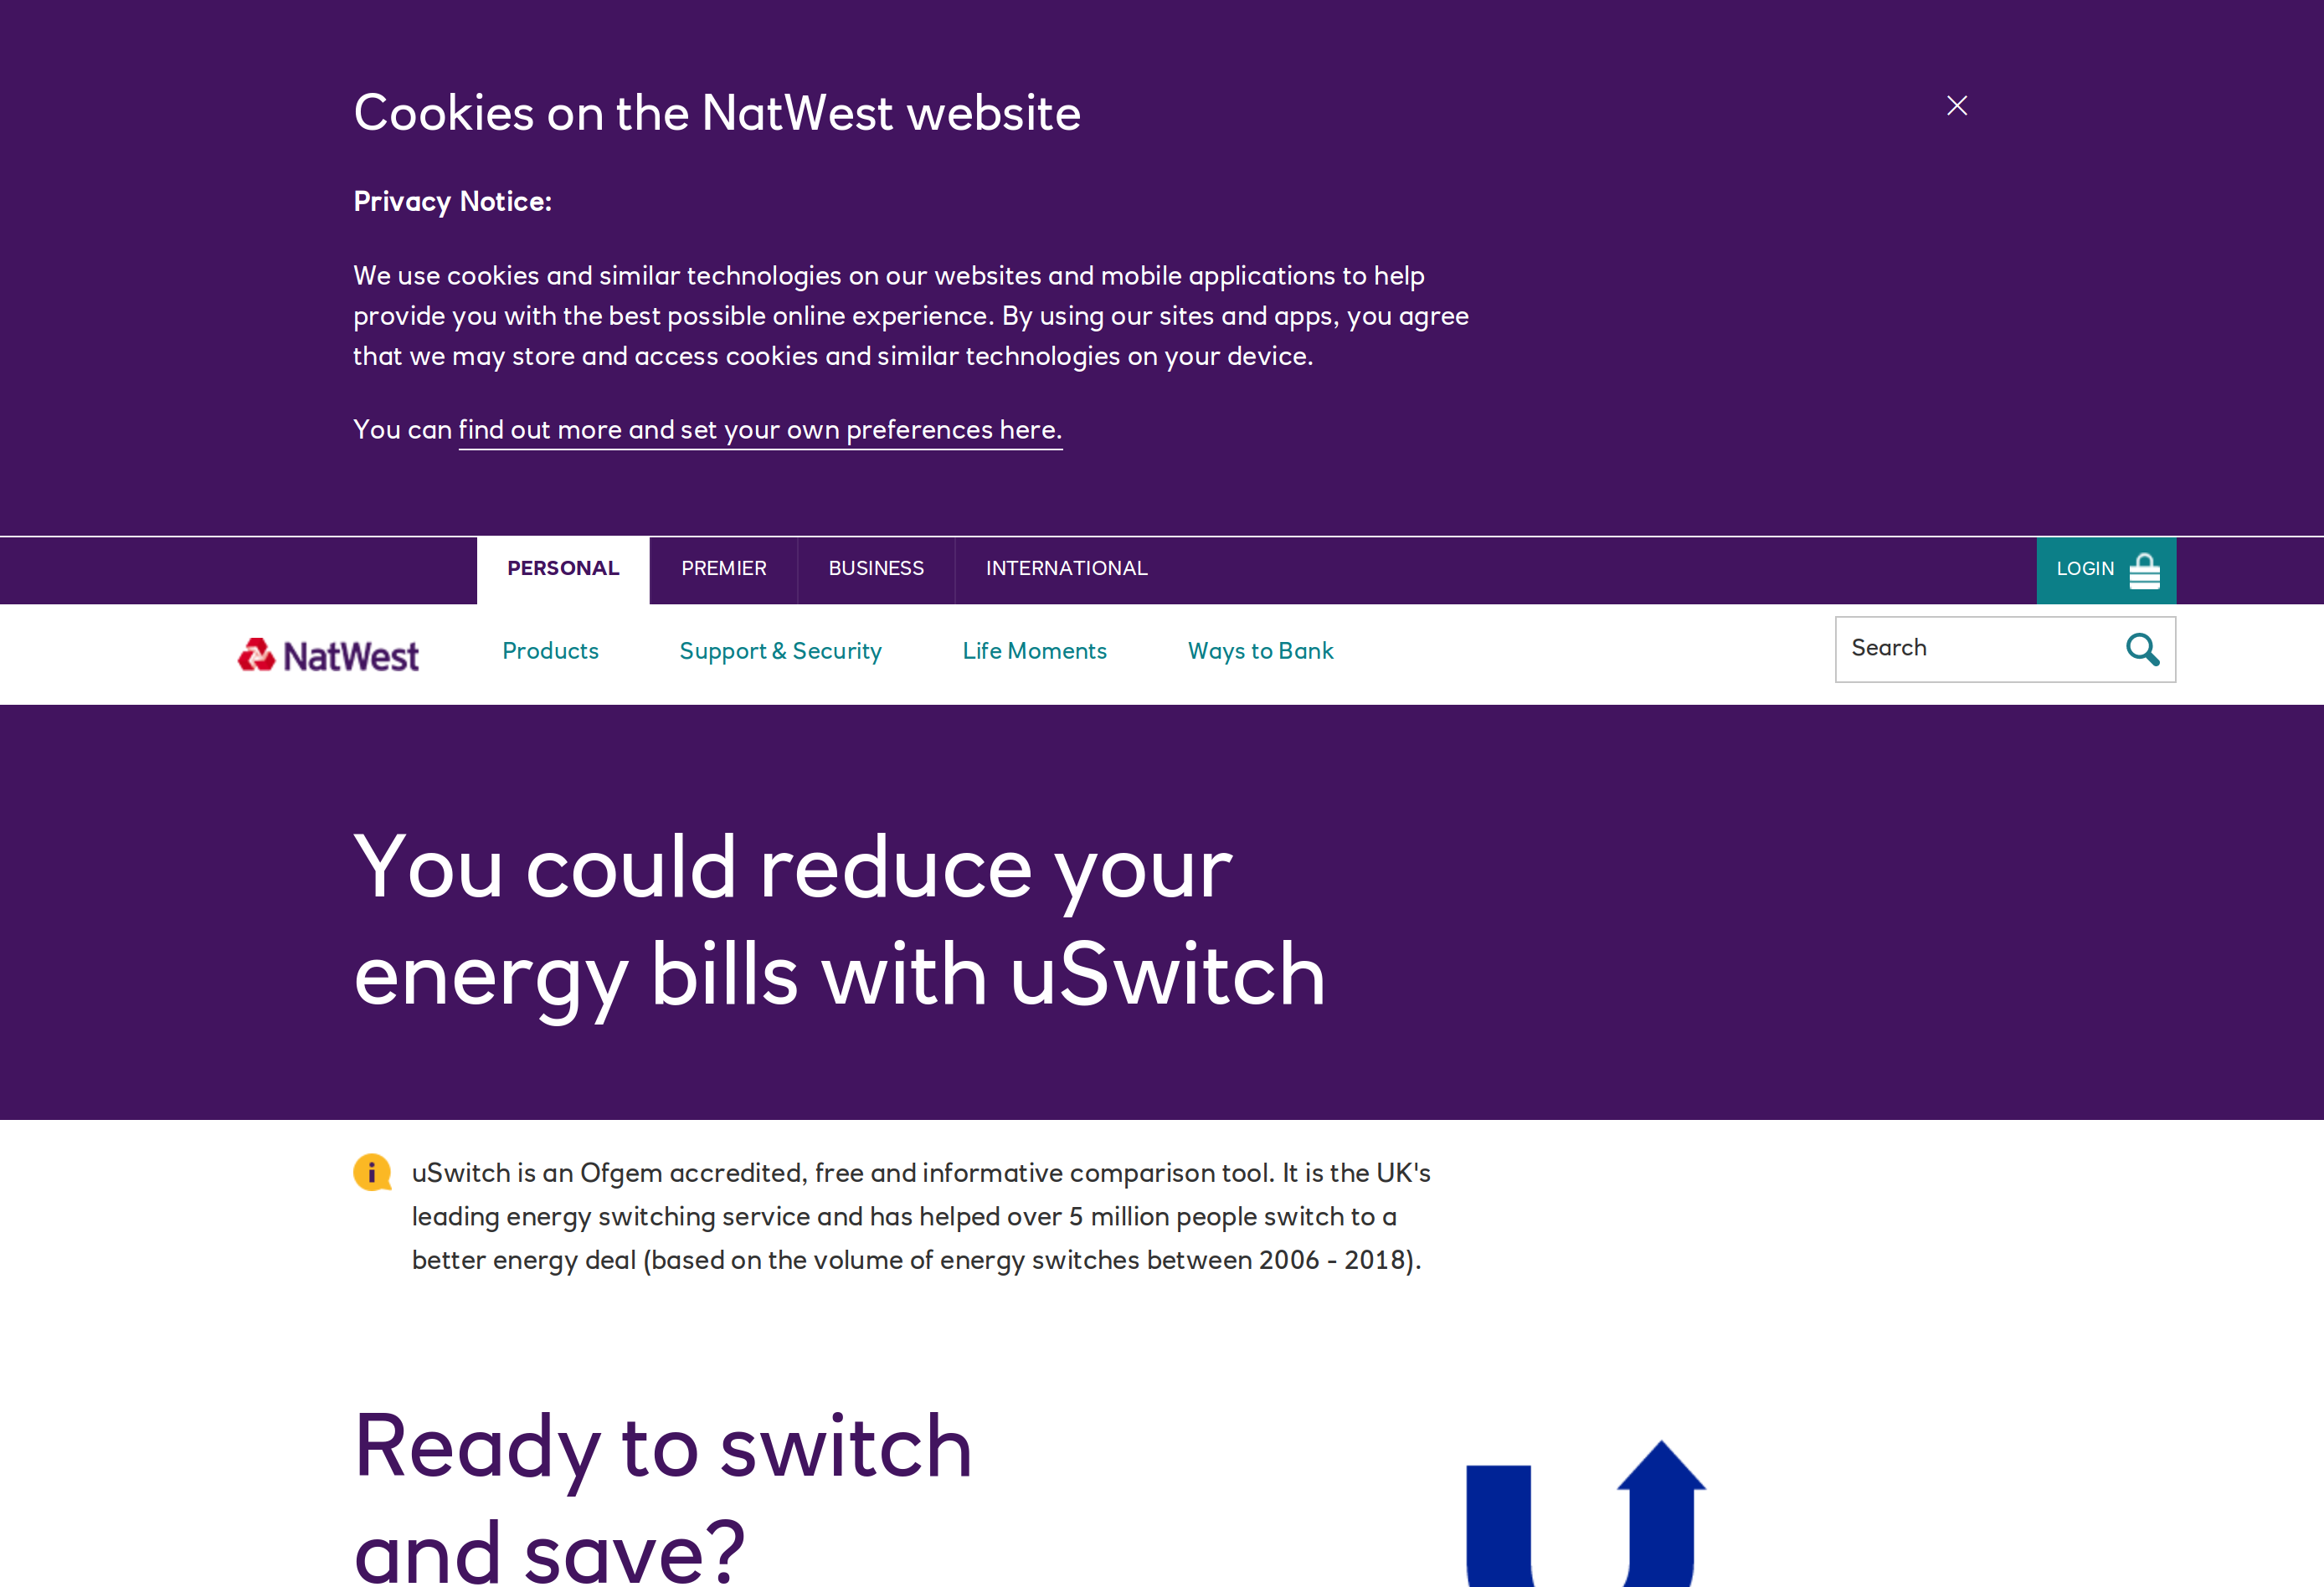 Cookies on the NatWest website
Privacy Notice:
We use cookies and similar technologies on our websites and mobile applications to help
provide you with the best possible online experience. By using our sites and apps, you agree
that we may store and access cookies and similar technologies on your device.
You can find out more and set your own preferences here.
PERSONAL PREMIER BUSINESS INTERNATIONAL LOGIN
NatWest Products Support & Security Life Moments Ways to Bank Search
You could reduce your
energy bills with uSwitch
uSwitch is an Ofgem accredited, free and informative comparison tool. It is the UK's
leading energy switching service and has helped over 5 million people switch to a
better energy deal (based on the volume of energy switches between 2006 - 2018).
Ready to switch
and save?